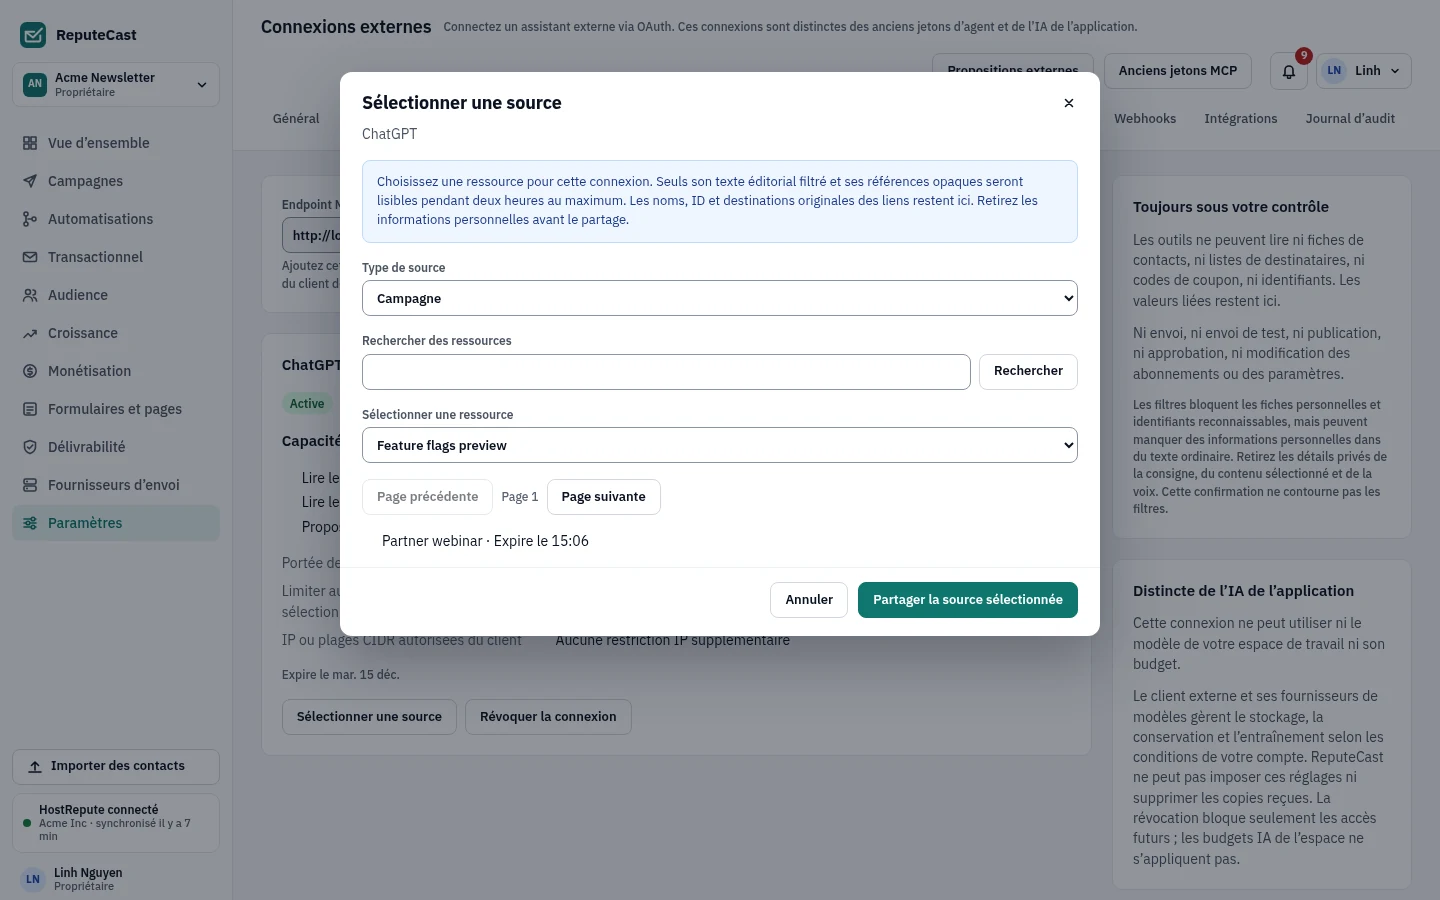 ReputeCast
AN
Acme Newsletter
Propriétaire
Vue d’ensemble
Campagnes
Automatisations
Transactionnel
Audience
Croissance
Monétisation
Formulaires et pages
Délivrabilité
Fournisseurs d’envoi
Paramètres
Importer des contacts
HostRepute connecté
Acme Inc · synchronisé il y a 7
min
LN
Linh Nguyen
Propriétaire
Connexions externes
Connectez un assistant externe via OAuth. Ces connexions sont distinctes des anciens jetons d’agent et de l’IA de l’application.
Propositions externes
Anciens jetons MCP
9
LN
Linh
Général
Webhooks
Intégrations
Journal d’audit
Endpoint
http://lo
Ajoutez ce
du client d
ChatGPT
Active
Capacité
Lire le
Lire le
Propos
Portée de
Limiter au
sélection
IP ou plages CIDR autorisées du client
Aucune restriction IP supplémentaire
Expire le mar. 15 déc.
Sélectionner une source
Révoquer la connexion
Sélectionner une source
ChatGPT
Choisissez une ressource pour cette connexion. Seuls son texte éditorial filtré et ses références opaques seront
lisibles pendant deux heures au maximum. Les noms, ID et destinations originales des liens restent ici. Retirez les
informations personnelles avant le partage.
Type de source
Campagne
Rechercher des ressources
Rechercher
Sélectionner une ressource
Feature flags preview
Page précédente
Page 1
Page suivante
Partner webinar · Expire le 15:06
Annuler
Partager la source sélectionnée
Toujours sous votre contrôle
Les outils ne peuvent lire ni fiches de
contacts, ni listes de destinataires, ni
codes de coupon, ni identifiants. Les
valeurs liées restent ici.
Ni envoi, ni envoi de test, ni publication,
ni approbation, ni modification des
abonnements ou des paramètres.
Les filtres bloquent les fiches personnelles et
identifiants reconnaissables, mais peuvent
manquer des informations personnelles dans
du texte ordinaire. Retirez les détails privés de
la consigne, du contenu sélectionné et de la
voix. Cette confirmation ne contourne pas les
filtres.
Distincte de l’IA de l’application
Cette connexion ne peut utiliser ni le
modèle de votre espace de travail ni son
budget.
Le client externe et ses fournisseurs de
modèles gèrent le stockage, la
conservation et l’entraînement selon les
conditions de votre compte. ReputeCast
ne peut pas imposer ces réglages ni
supprimer les copies reçues. La
révocation bloque seulement les accès
futurs ; les budgets IA de l’espace ne
s’appliquent pas.